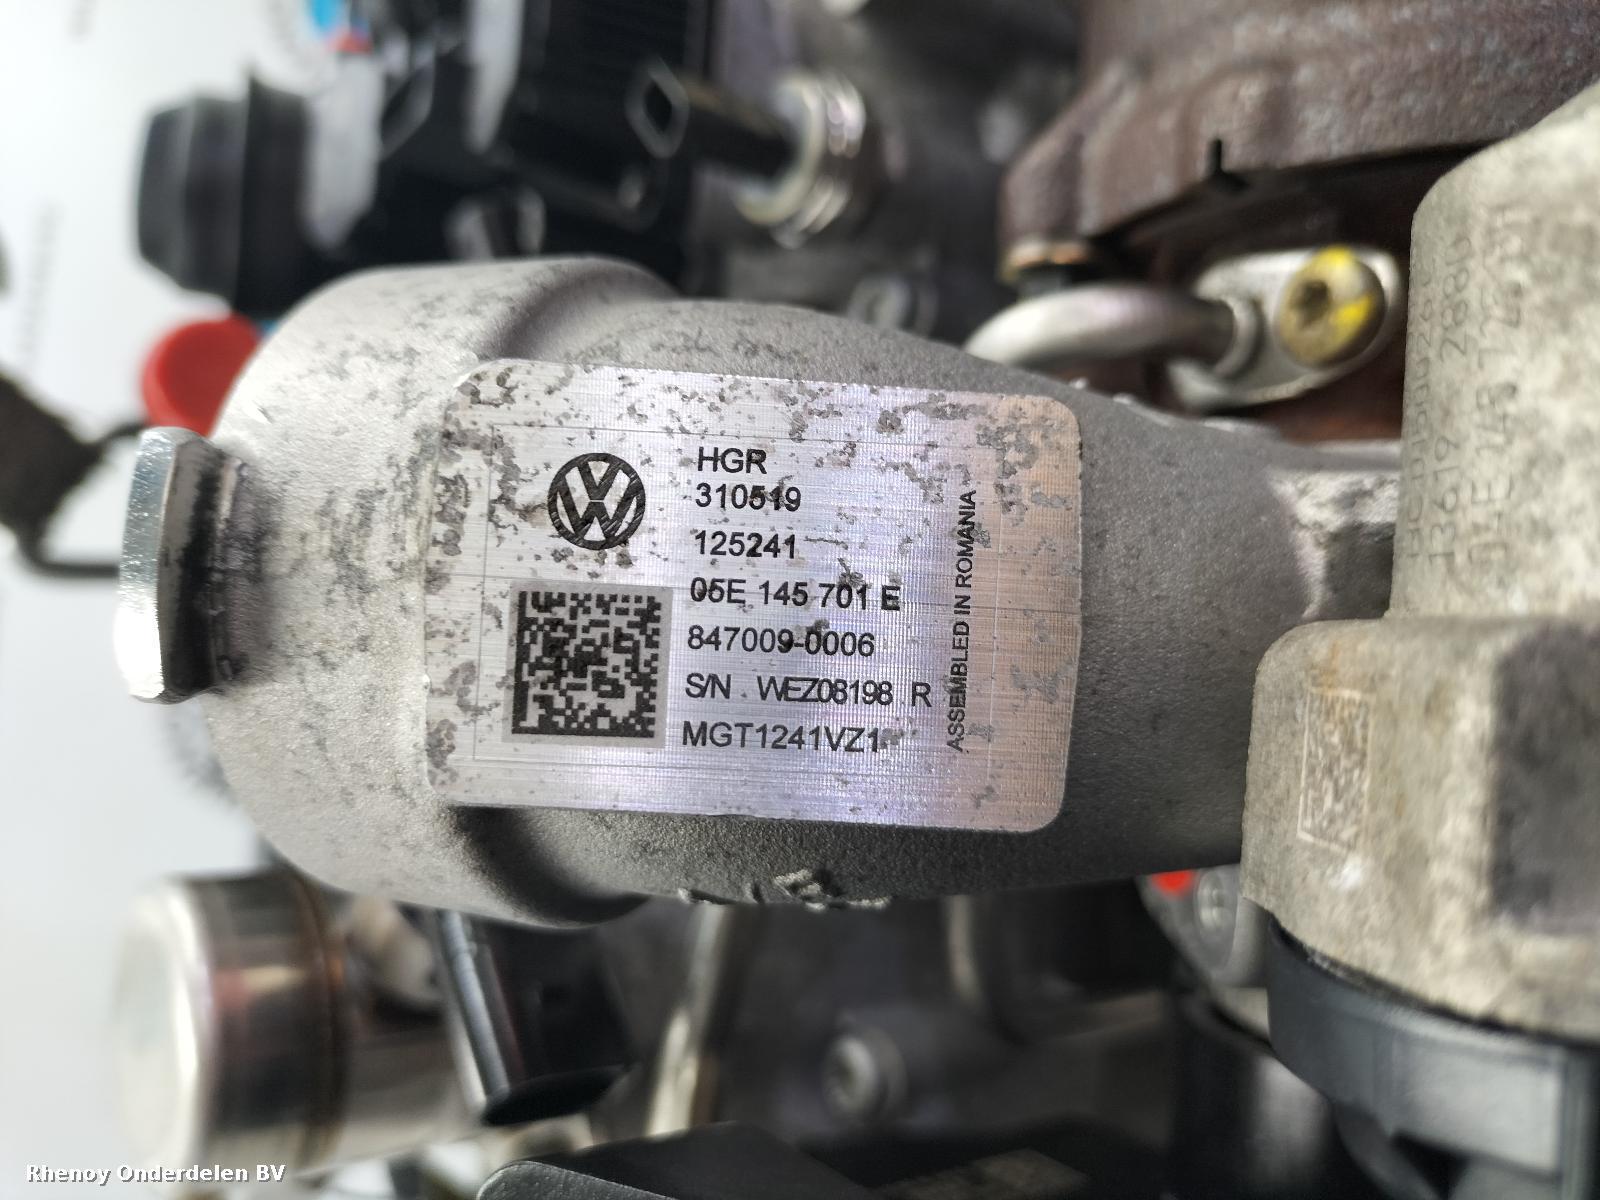 HGR
310519
125241
05E 145 701 E
847009-0006
S/N WEZ08198 R
MGT1241VZ1
ASSEMBLED IN ROMANIA
Rhenoy Onderdelen BV